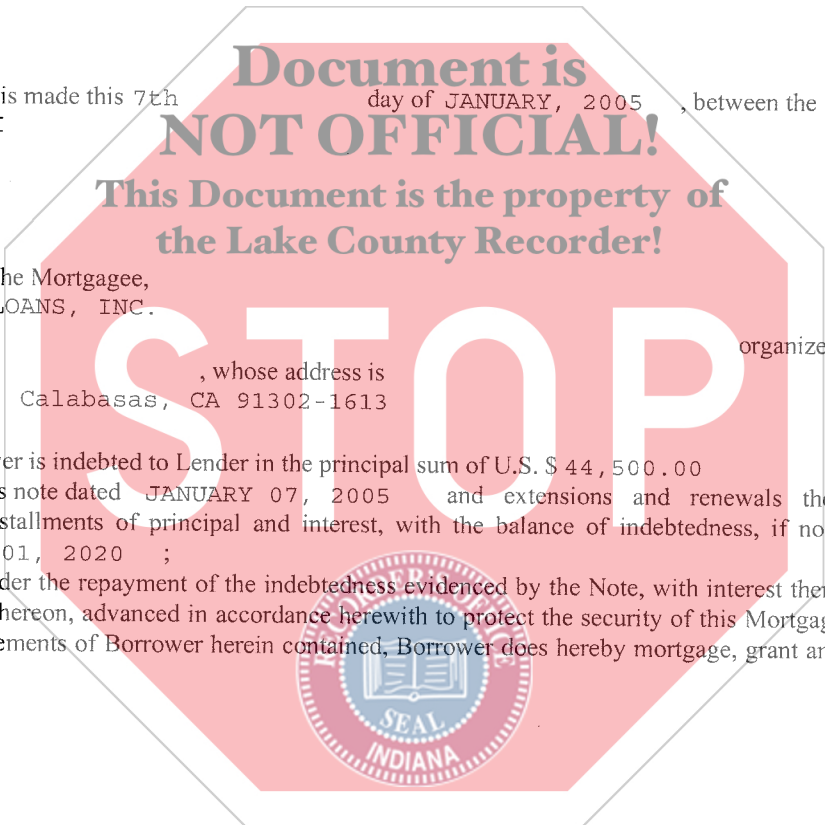 Document is
is made this 7th day of JANUARY, 2005 , between the
NOT OFFICIAL!
This Document is the property of
the Lake County Recorder!
he Mortgagee,
LOANS, INC.
organize
, whose address is
Calabasas, CA 91302-1613
STOP
er is indebted to Lender in the principal sum of U.S. $ 44,500.00
s note dated JANUARY 07, 2005 and extensions and renewals the
stallments of principal and interest, with the balance of indebtedness, if no
01, 2020 ;
der the repayment of the indebtedness evidenced by the Note, with interest ther
hereon, advanced in accordance herewith to protect the security of this Mortgag
ements of Borrower herein contained, Borrower does hereby mortgage, grant an
RECORDER'S OFFICE
SEAL
INDIANA